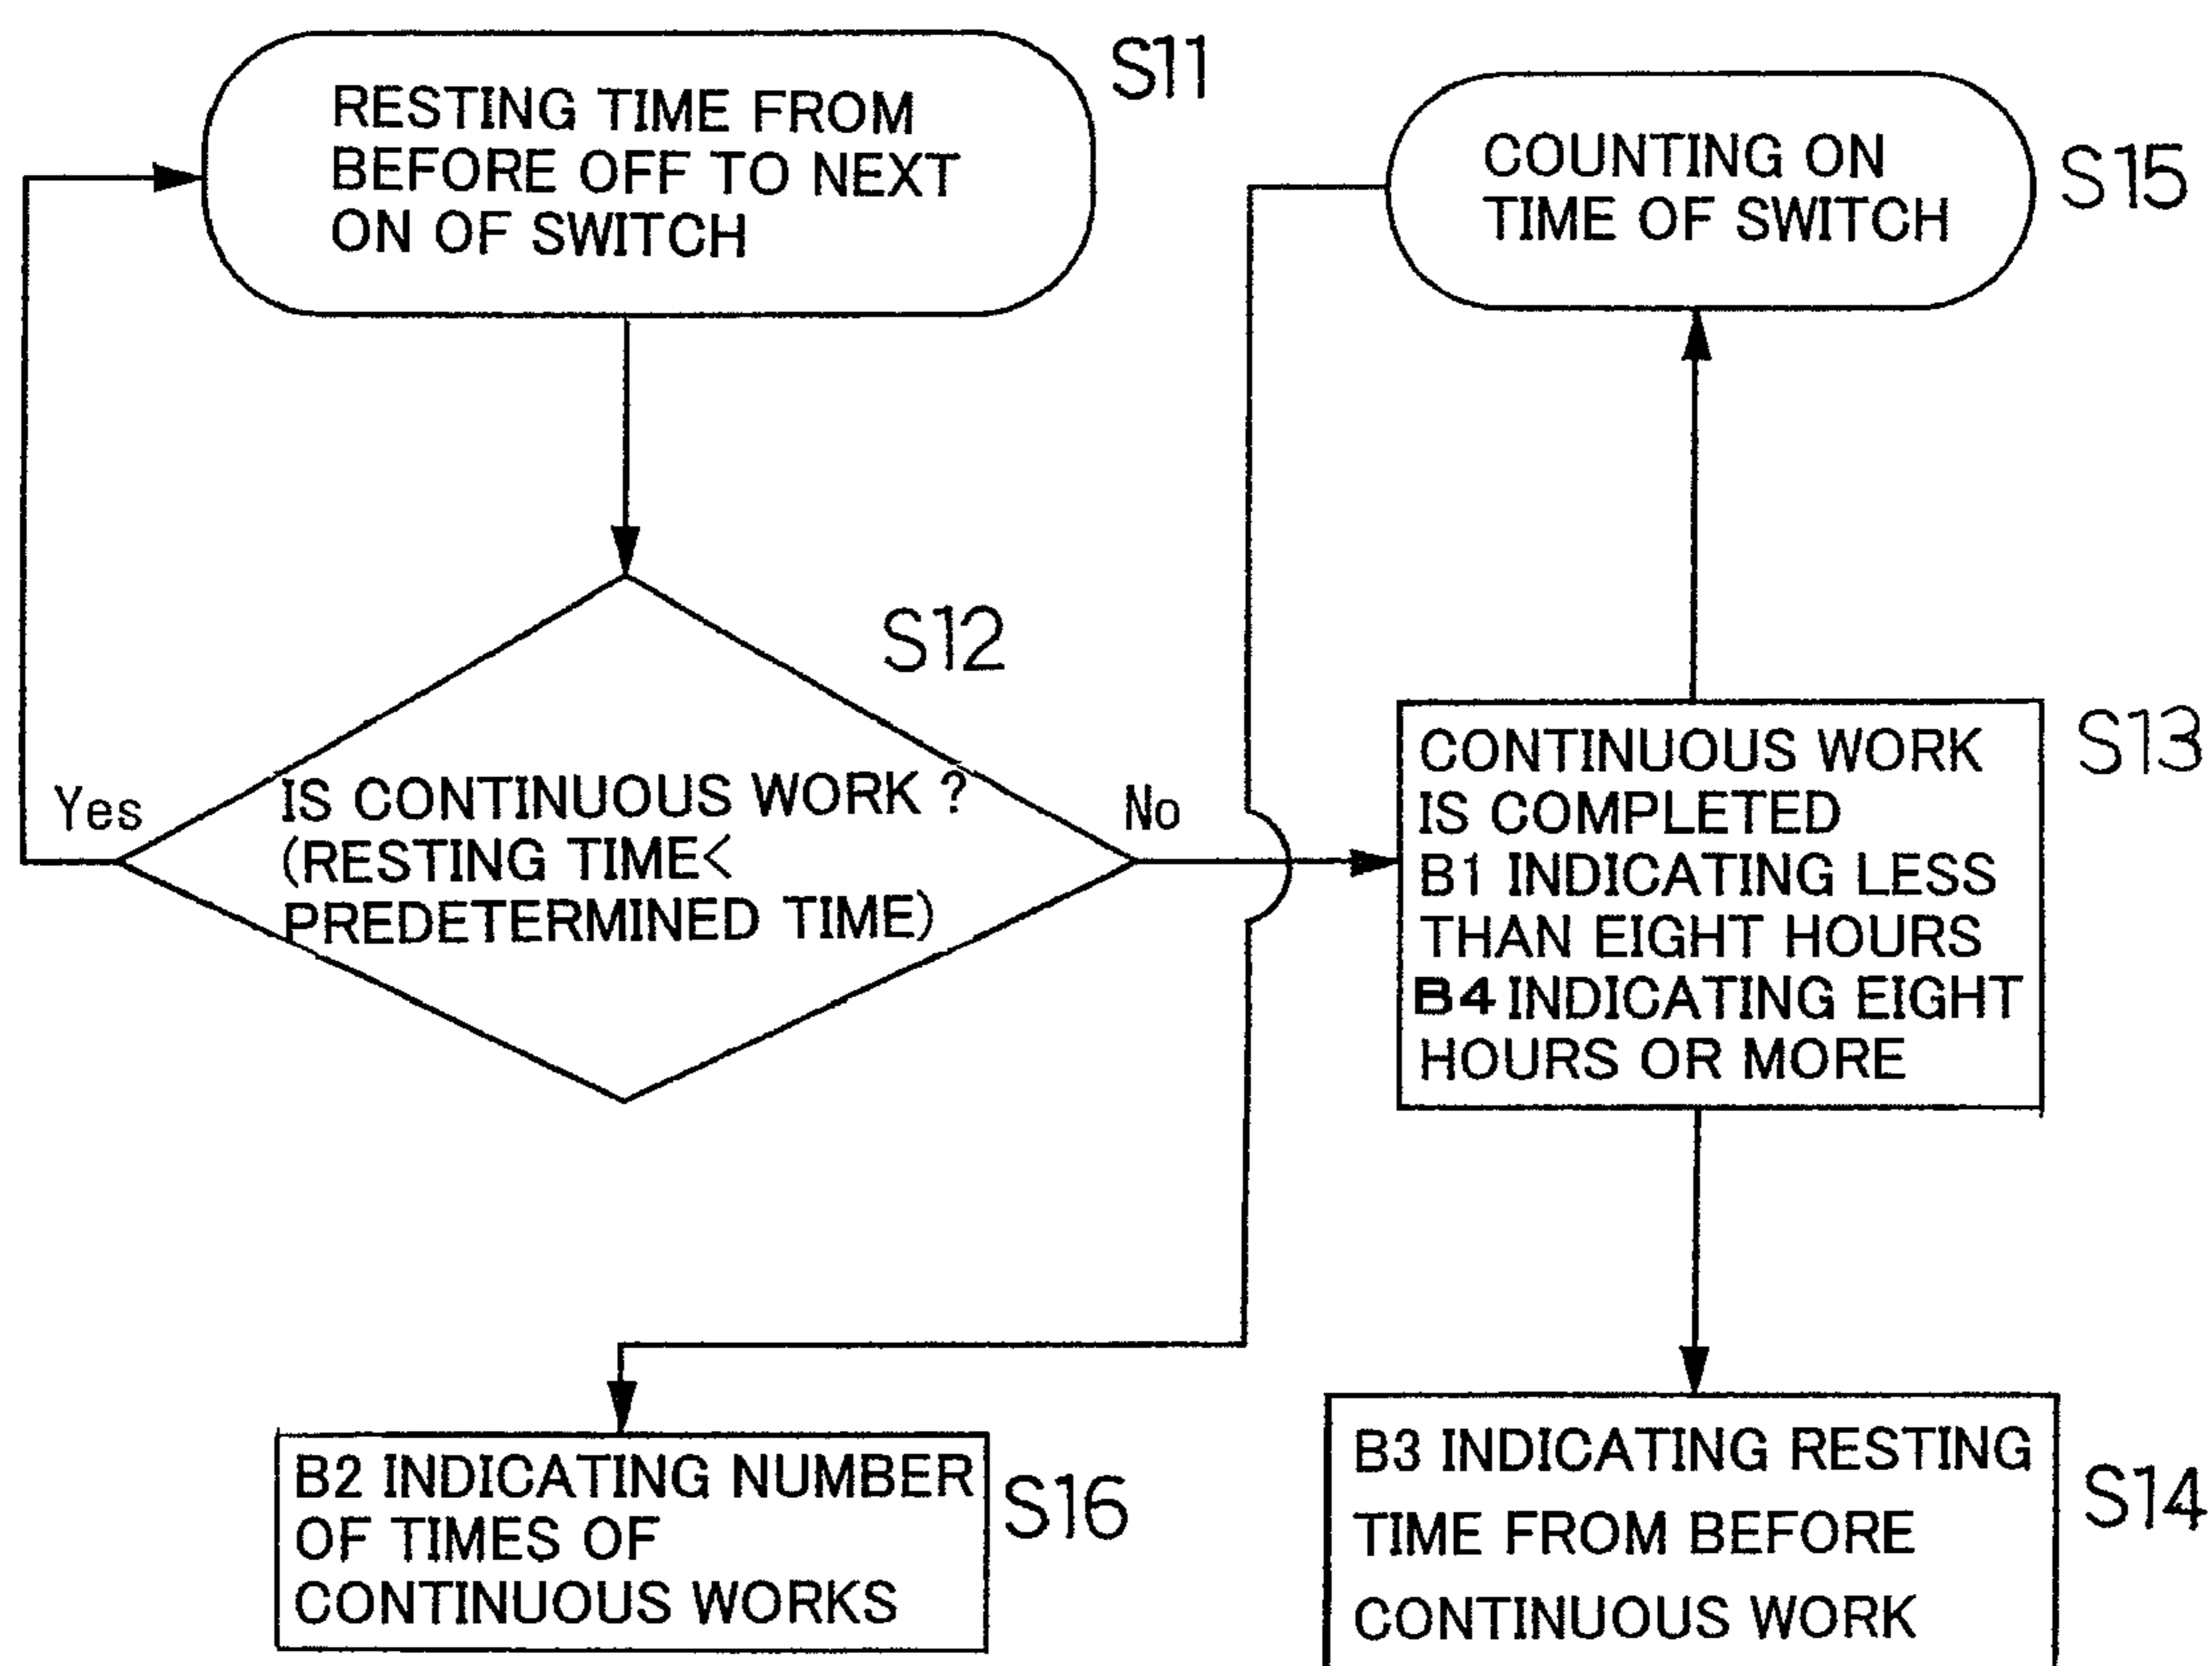 S11
RESTING TIME FROM
BEFORE OFF TO NEXT
ON OF SWITCH
S12
IS CONTINUOUS WORK ?
(RESTING TIME<
PREDETERMINED TIME)
Yes
No
S15
COUNTING ON
TIME OF SWITCH
S13
CONTINUOUS WORK
IS COMPLETED
B1 INDICATING LESS
THAN EIGHT HOURS
B4 INDICATING EIGHT
HOURS OR MORE
B2 INDICATING NUMBER
OF TIMES OF
CONTINUOUS WORKS
S16
B3 INDICATING RESTING
TIME FROM BEFORE
CONTINUOUS WORK
S14